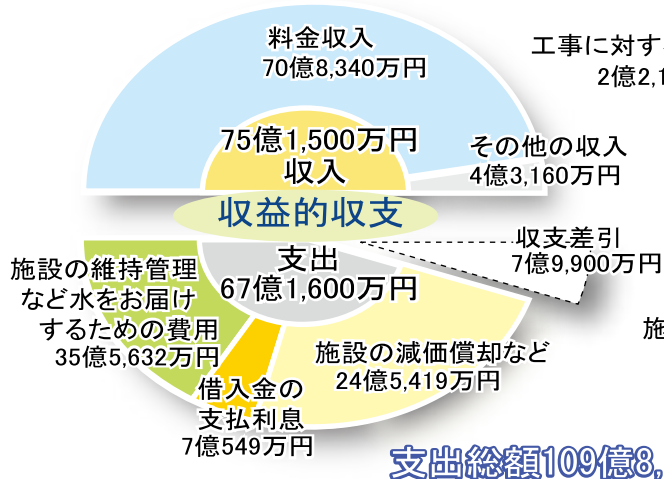 料金収入
70億8,340万円
工事に対す
2億2,1
75億1,500万円
収入
その他の収入
4億3,160万円
収益的収支
収支差引
7億9,900万円
支出
67億1,600万円
施設の維持管理
など水をお届け
するための費用
35億5,632万円
施
施設の減価償却など
24億5,419万円
借入金の
支払利息
7億549万円
支出総額109億8,